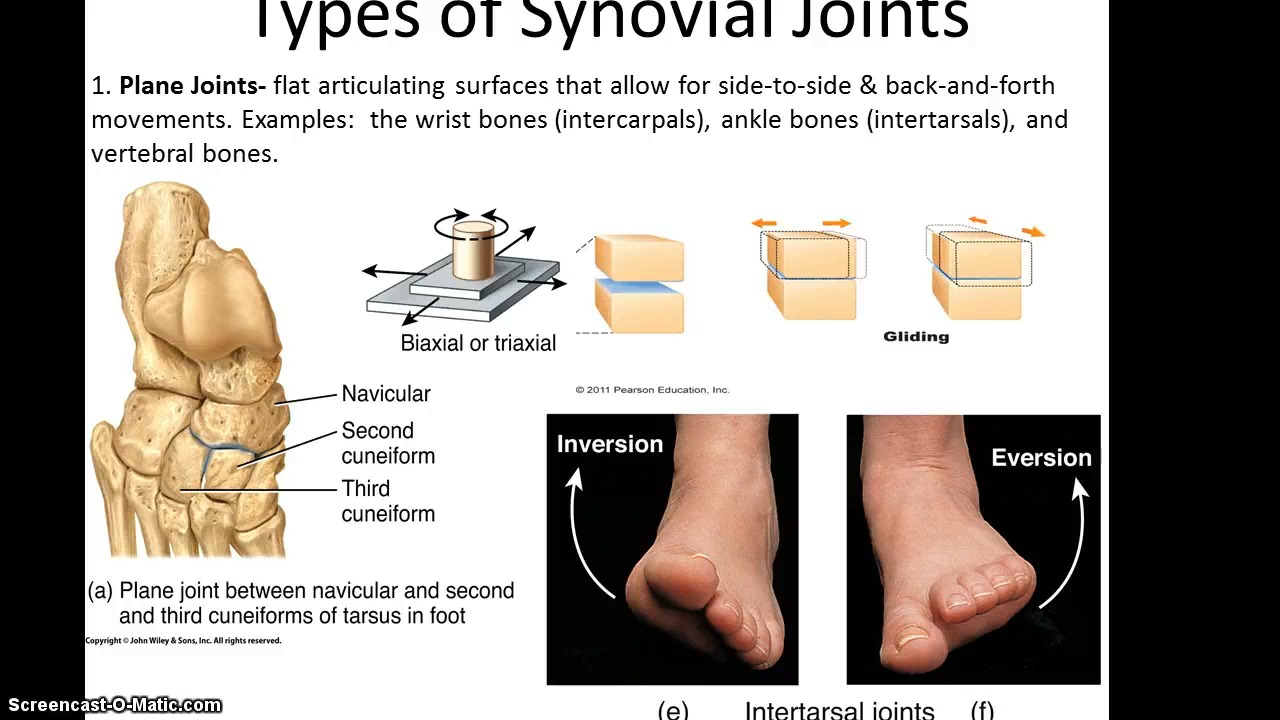 Types of Synovial Joints
1. Plane Joints- flat articulating surfaces that allow for side-to-side & back-and-forth
movements. Examples:  the wrist bones (intercarpals), ankle bones (intertarsals), and
vertebral bones.
Biaxial or triaxial
Gliding
© 2011 Pearson Education, Inc.
Navicular
Second
cuneiform
Third
cuneiform
(a) Plane joint between navicular and second
and third cuneiforms of tarsus in foot
Copyright © John Wiley & Sons, Inc. All rights reserved.
Inversion
Eversion
(e) Intertarsal joints (f)
Screencast-O-Matic.com